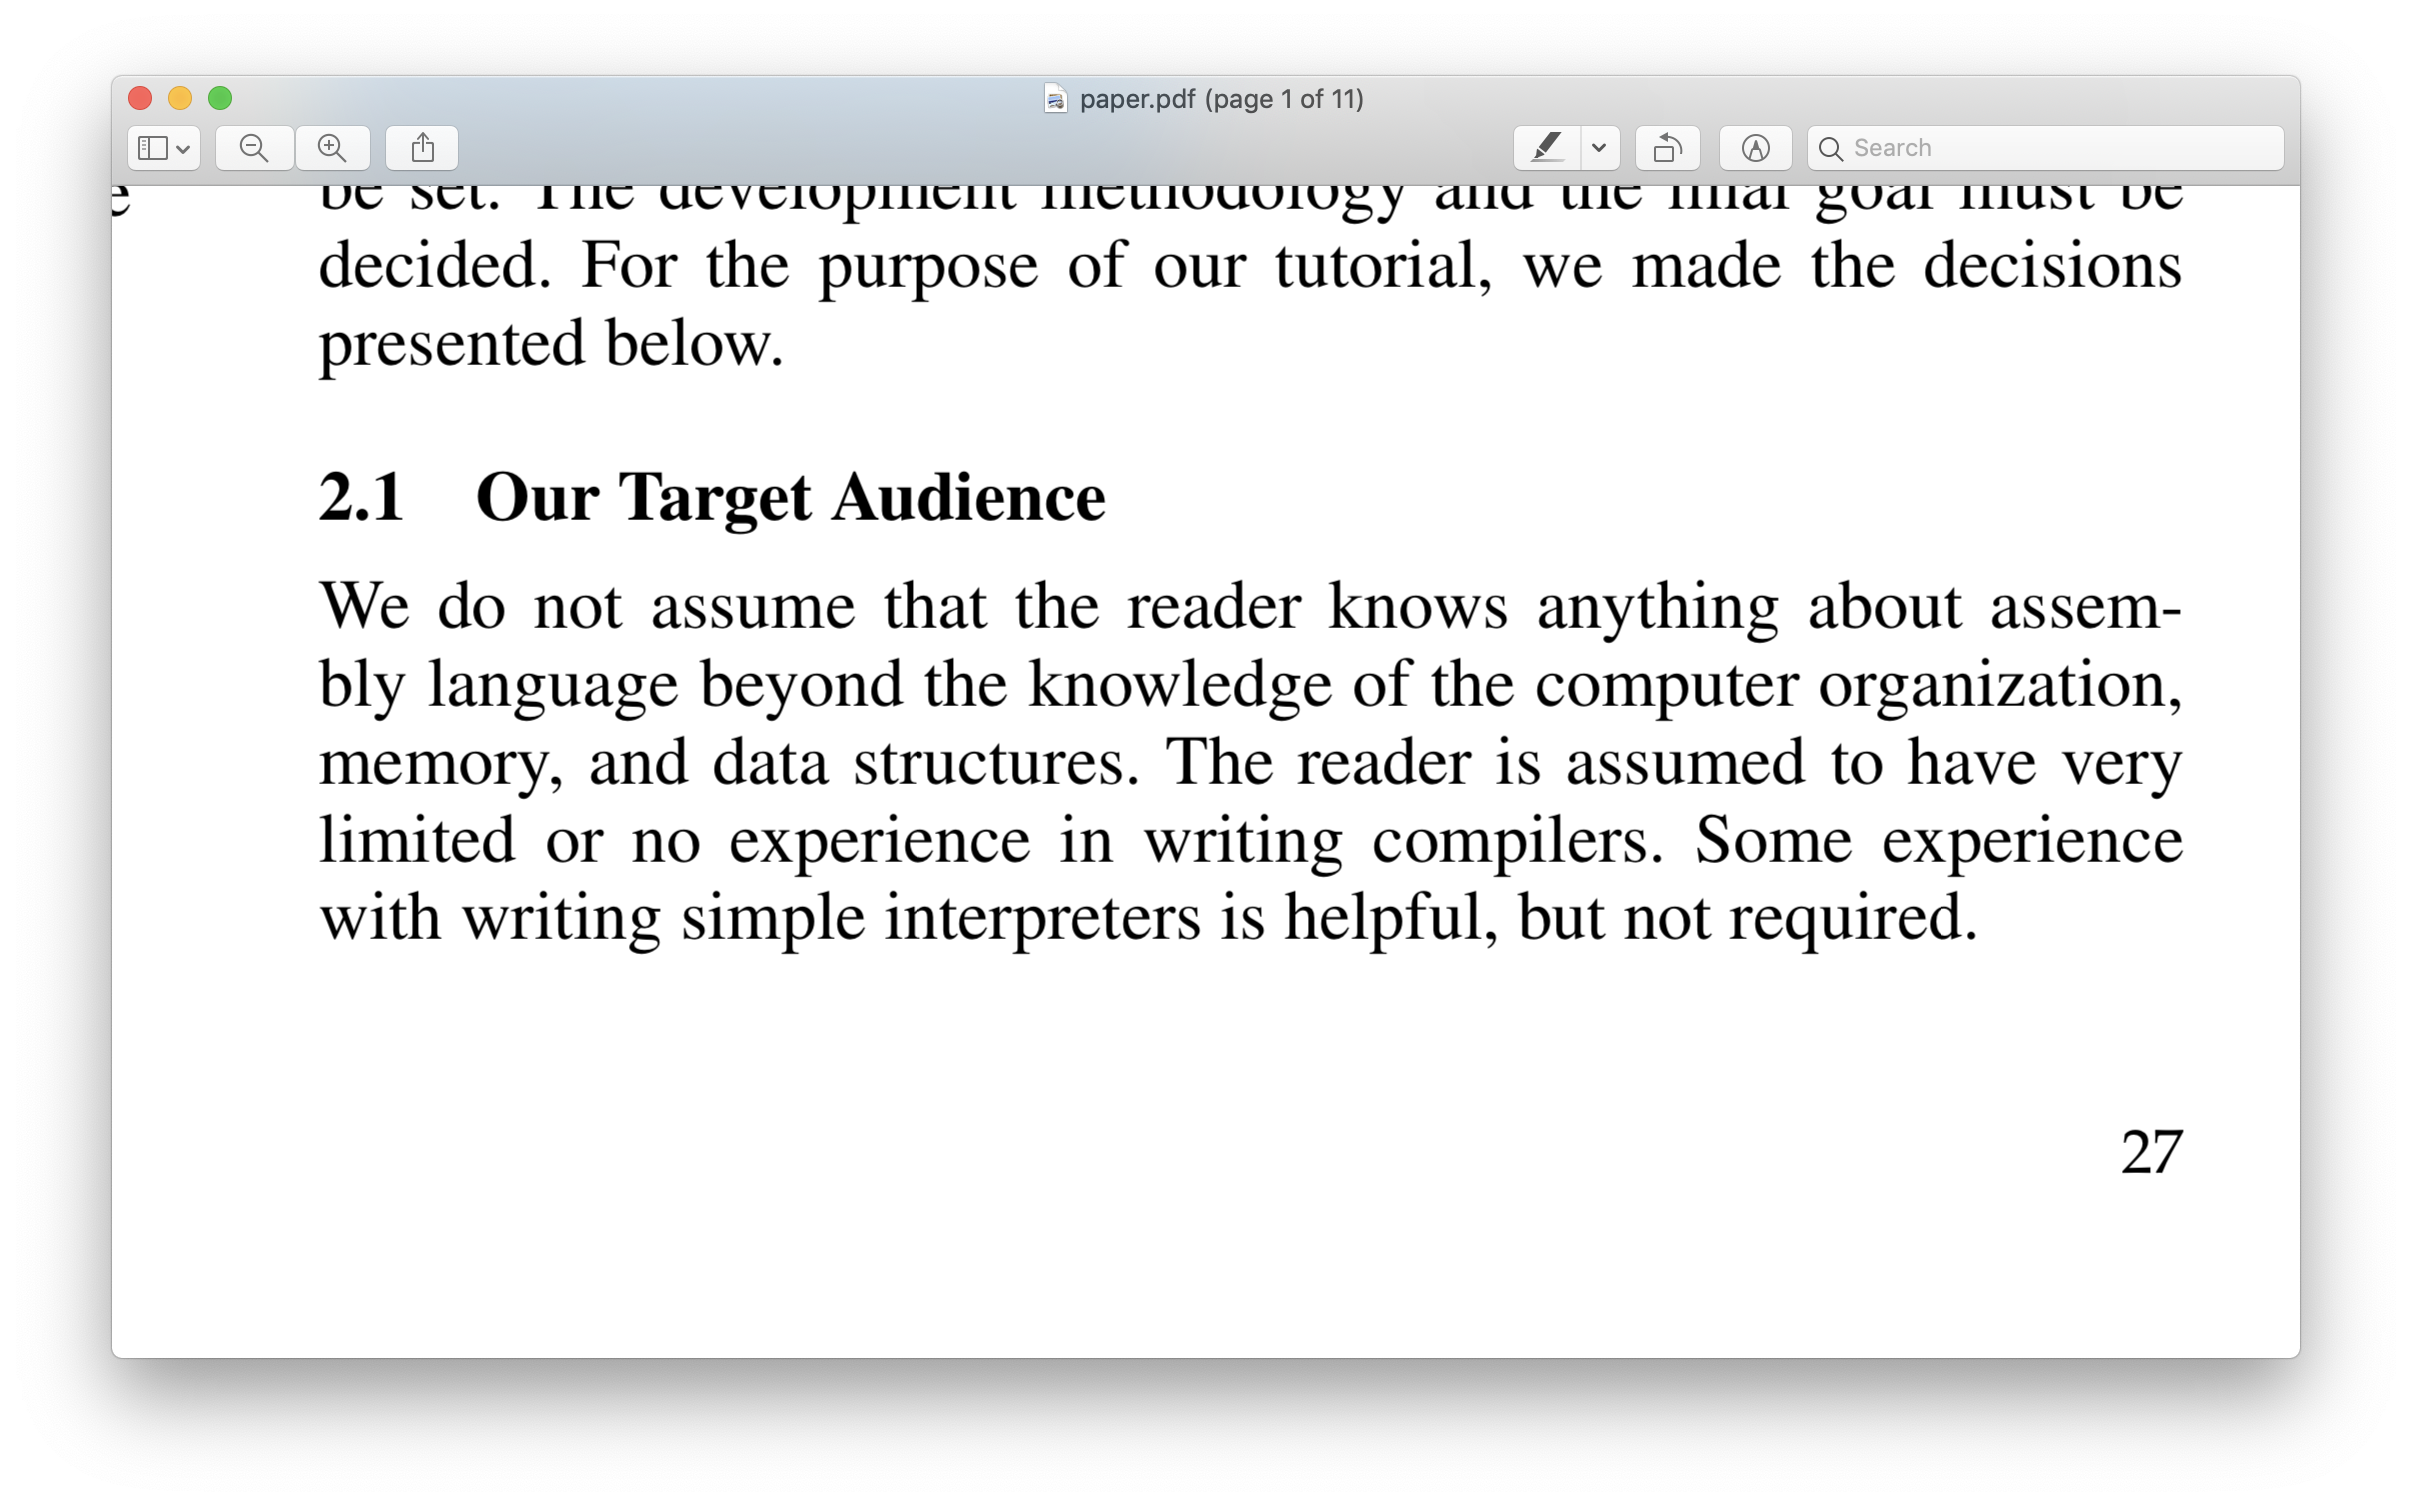 paper.pdf (page 1 of 11)
Search
e
be set. The development methodology and the final goal must be
decided. For the purpose of our tutorial, we made the decisions
presented below.
2.1 Our Target Audience
We do not assume that the reader knows anything about assem-
bly language beyond the knowledge of the computer organization,
memory, and data structures. The reader is assumed to have very
limited or no experience in writing compilers. Some experience
with writing simple interpreters is helpful, but not required.
27